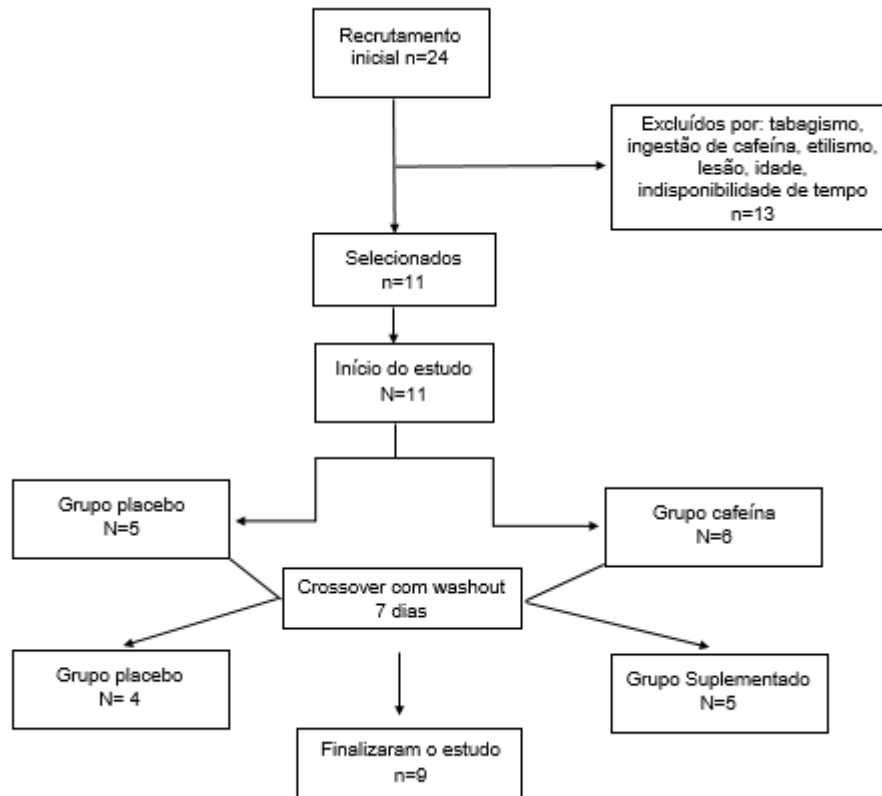 Recrutamento
inicial n=24
Excluídos por: tabagismo,
ingestão de cafeína, etilismo,
lesão, idade,
indisponibilidade de tempo
n=13
Selecionados
n=11
Início do estudo
N=11
Grupo placebo
N=5
Grupo cafeína
N=6
Crossover com washout
7 dias
Grupo placebo
N= 4
Grupo Suplementado
N=5
Finalizaram o estudo
n=9